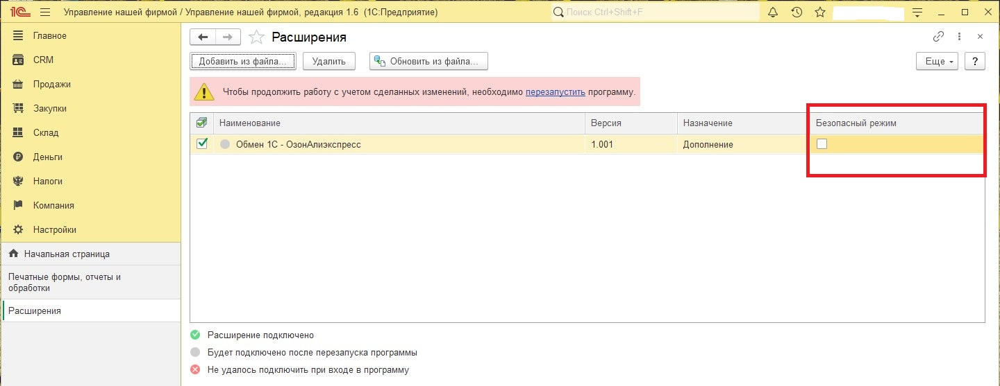 1С Управление нашей фирмой / Управление нашей фирмой, редакция 1.6 (1С:Предприятие) Поиск Ctrl+Shift+F
Главное
CRM
Продажи
Закупки
Склад
Деньги
Налоги
Компания
Настройки
Начальная страница
Печатные формы, отчеты и
обработки
Расширения
Расширения
Добавить из файла... Удалить Обновить из файла... Еще ?
Чтобы продолжить работу с учетом сделанных изменений, необходимо перезапустить программу.
Наименование Версия Назначение Безопасный режим
Обмен 1С - ОзонАлиэкспресс 1.001 Дополнение
Расширение подключено
Будет подключено после перезапуска программы
Не удалось подключить при входе в программу